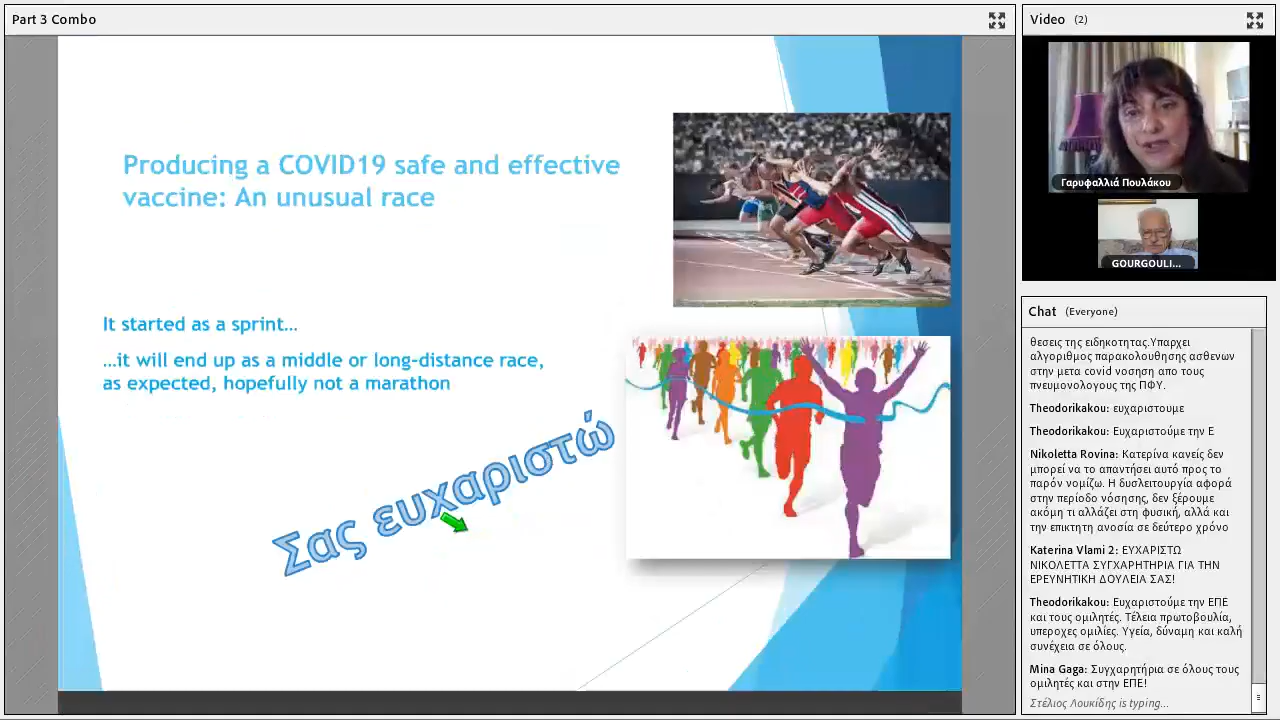 Part 3 Combo
Producing a COVID19 safe and effective
vaccine: An unusual race
It started as a sprint...
...it will end up as a middle or long-distance race,
as expected, hopefully not a marathon
Σας ευχαριστώ
Video (2)
Γαρυφαλλιά Πουλάκου
GOURGOULI...
Chat (Everyone)
θεσεις της ειδικοτητας.Υπαρχει
αλγοριθμος παρακολουθησης ασθενων
στην μετα covid νοσηση απο τους
πνευμονολογους της ΠΦΥ.
Theodorikakou: ευχαριστουμε
Theodorikakou: Ευχαριστούμε την Ε
Nikoletta Rovina: Κατερίνα κανείς δεν
μπορεί να το απαντήσει αυτό προς το
παρόν νομίζω. Η δυσλειτουργία αφορά
στην περίοδο νόσησης, δεν ξέρουμε
ακόμη τι αλλάζει στη φυσική, αλλά και
την επικτητη ανοσία σε δεύτερο χρόνο
Katerina Vlami 2: ΕΥΧΑΡΙΣΤΩ
ΝΙΚΟΛΕΤΤΑ ΣΥΓΧΑΡΗΤΗΡΙΑ ΓΙΑ ΤΗΝ
ΕΡΕΥΝΗΤΙΚΗ ΔΟΥΛΕΙΑ ΣΑΣ!
Theodorikakou: Ευχαριστούμε την ΕΠΕ
και τους ομιλητές. Τέλεια πρωτοβουλία,
υπεροχες ομιλίες. Υγεία, δύναμη και καλή
συνέχεια σε όλους.
Mina Gaga: Συγχαρητήρια σε όλους τους
ομιλητές και στην ΕΠΕ!
Στέλιος Λουκίδης is typing...